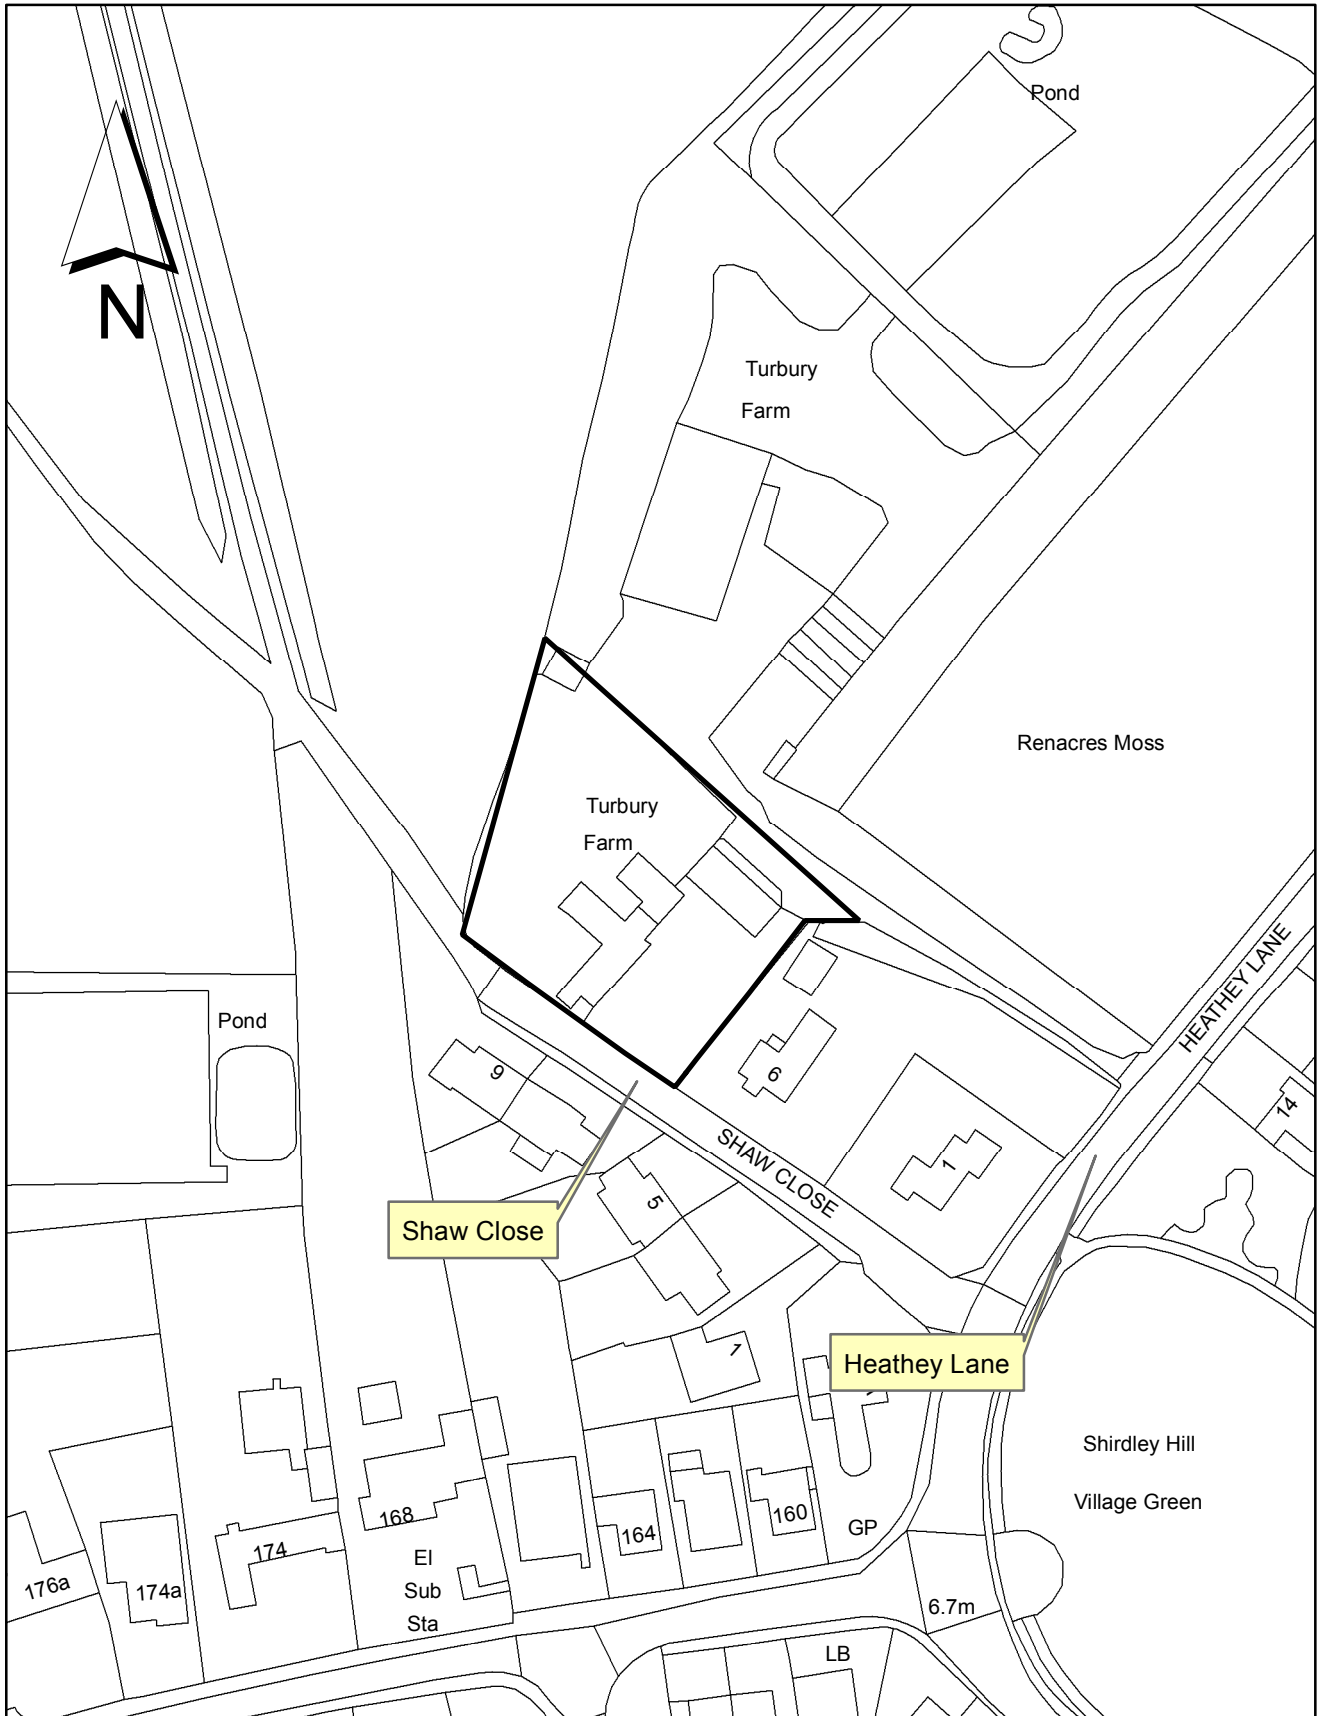 Pond
N
Turbury
Farm
Renacres Moss
Turbury
Farm
HEATHEY LANE
Pond
9
6
14
SHAW CLOSE
1
5
Shaw Close
1
Heathey Lane
Shirdley Hill
Village Green
168
160
164
GP
174
El
Sub
Sta
176a
174a
6.7m
LB